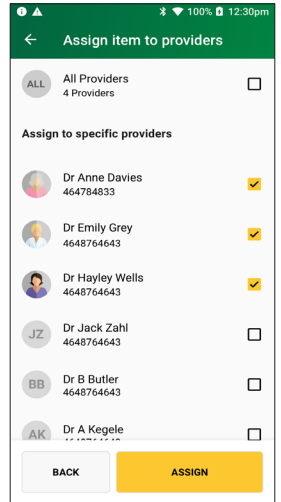 100% 12:30pm
Assign item to providers
ALL
All Providers
4 Providers
Assign to specific providers
Dr Anne Davies
464784833
Dr Emily Grey
4648764643
Dr Hayley Wells
4648764643
JZ
Dr Jack Zahl
4648764643
BB
Dr B Butler
4648764643
AK
Dr A Kegele
BACK
ASSIGN